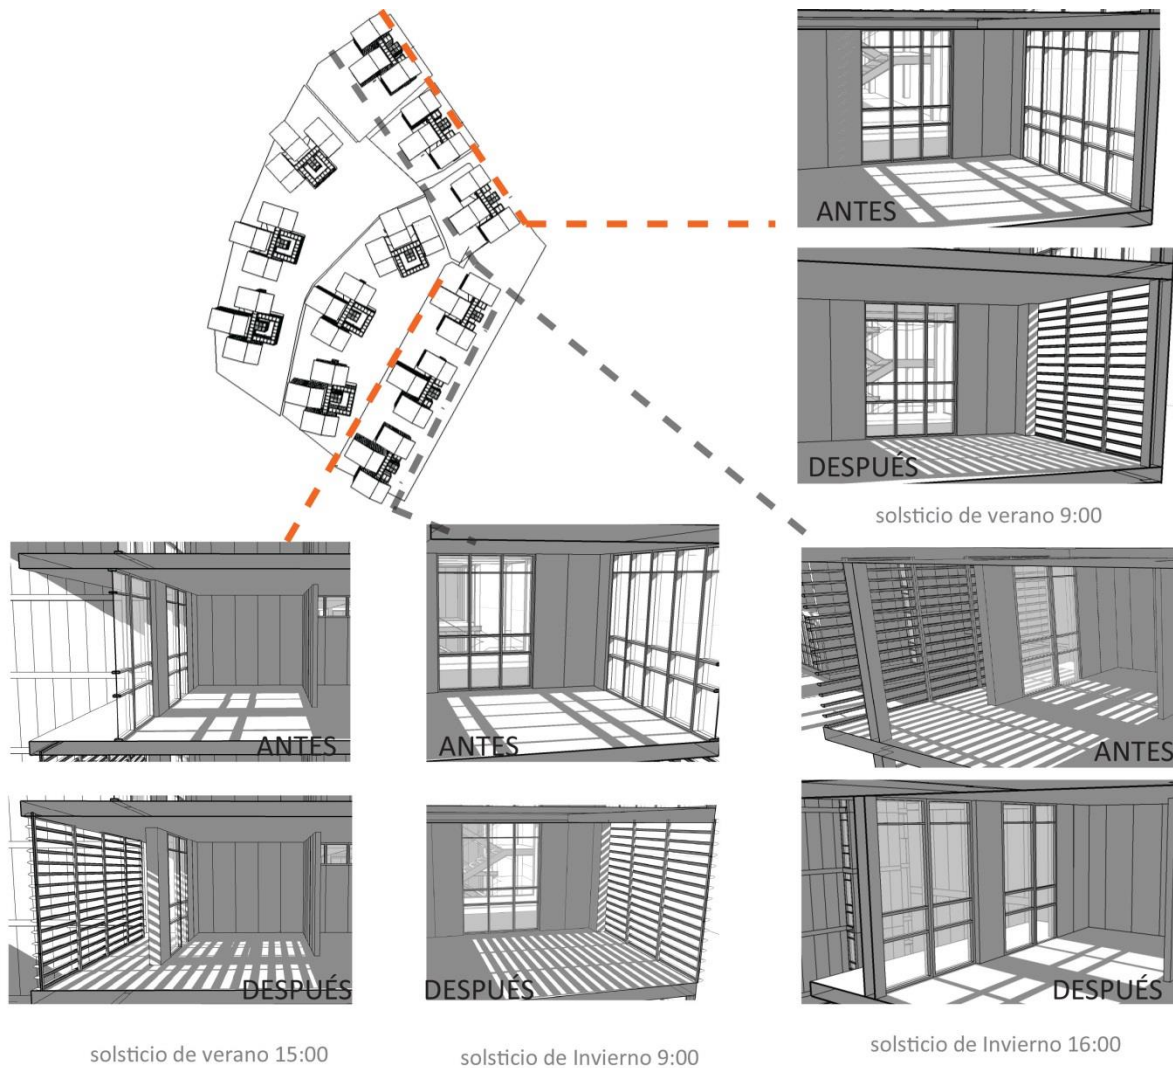 ANTES
DESPUÉS
solsticio de verano 9:00
ANTES
DESPUÉS
solsticio de verano 15:00
ANTES
DESPUÉS
solsticio de Invierno 9:00
ANTES
DESPUÉS
solsticio de Invierno 16:00